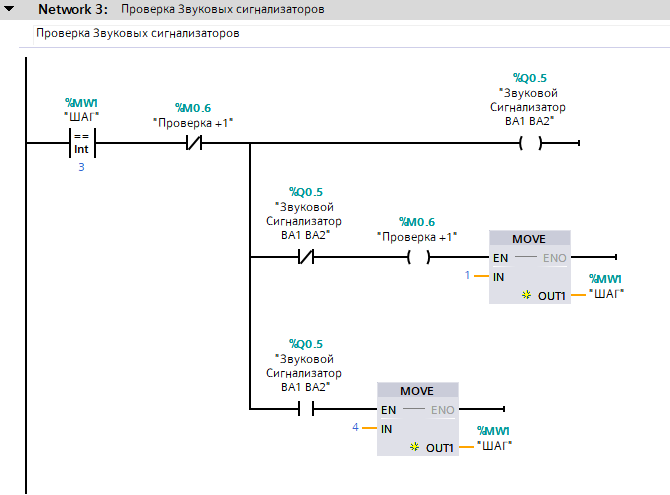 Network 3: Проверка Звуковых сигнализаторов
Проверка Звуковых сигнализаторов
%MW1
"ШАГ"
==
Int
3
%M0.6
"Проверка +1"
%Q0.5
"Звуковой
Сигнализатор
BA1 BA2"
%Q0.5
"Звуковой
Сигнализатор
BA1 BA2"
%M0.6
"Проверка +1"
MOVE
EN ENO
1 IN
OUT1
%MW1
"ШАГ"
%Q0.5
"Звуковой
Сигнализатор
BA1 BA2"
MOVE
EN ENO
4 IN
OUT1
%MW1
"ШАГ"